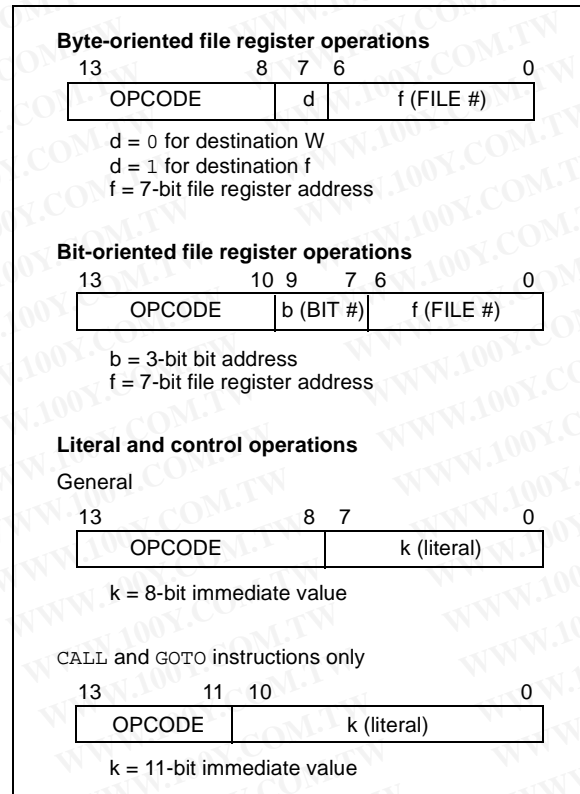 Byte-oriented file register operations
13 8 7 6 0
OPCODE d f (FILE #)
d = 0 for destination W
d = 1 for destination f
f = 7-bit file register address
Bit-oriented file register operations
13 10 9 7 6 0
OPCODE b (BIT #) f (FILE #)
b = 3-bit bit address
f = 7-bit file register address
Literal and control operations
General
13 8 7 0
OPCODE k (literal)
k = 8-bit immediate value
CALL and GOTO instructions only
13 11 10 0
OPCODE k (literal)
k = 11-bit immediate value
WWW.100Y.COM.TW